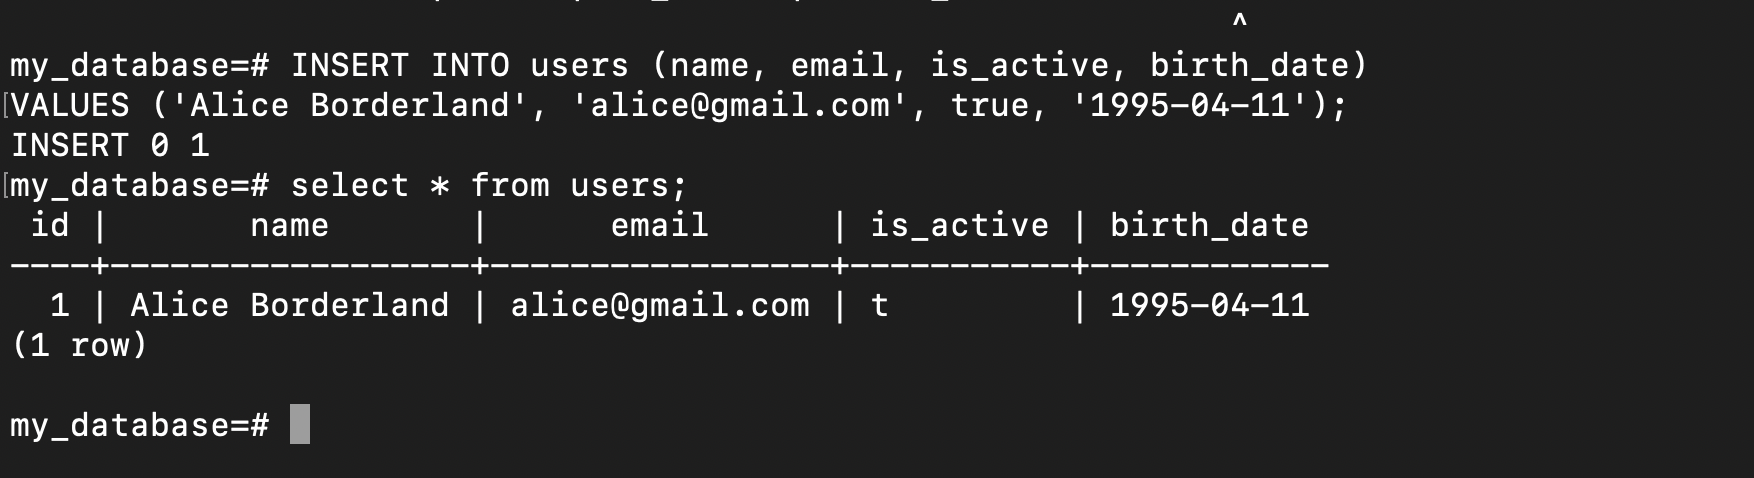 ^
my_database=# INSERT INTO users (name, email, is_active, birth_date)
VALUES ('Alice Borderland', 'alice@gmail.com', true, '1995-04-11');
INSERT 0 1
my_database=# select * from users;
 id |       name       |      email      | is_active | birth_date
----+------------------+-----------------+-----------+------------
  1 | Alice Borderland | alice@gmail.com | t         | 1995-04-11
(1 row)
my_database=#